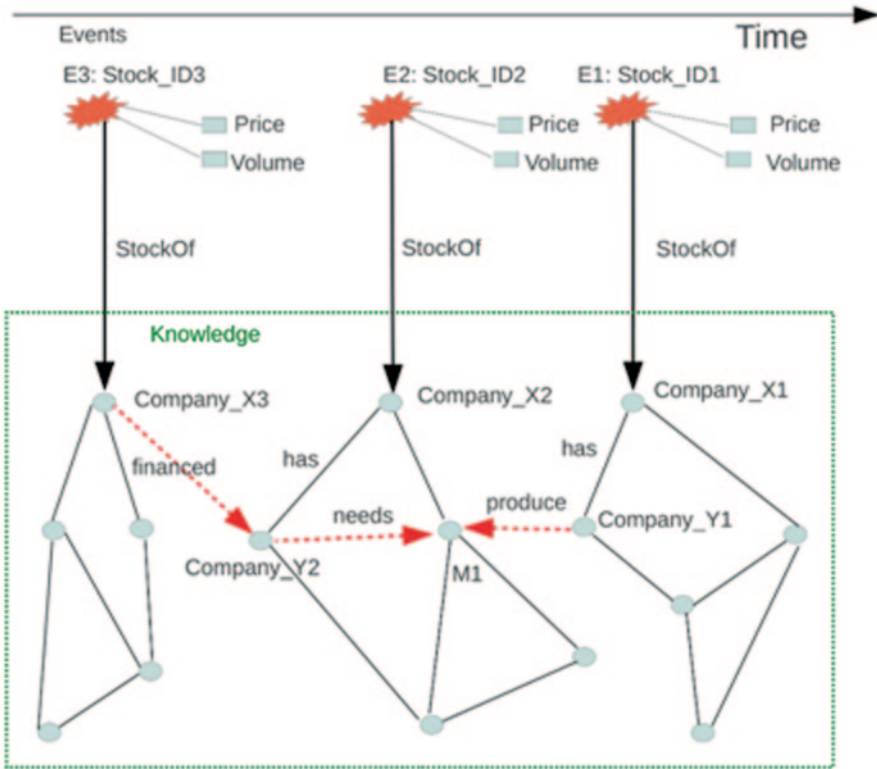 Events
Time
E3: Stock_ID3
E2: Stock_ID2
E1: Stock_ID1
Price
Price
Price
Volume
Volume
Volume
StockOf
StockOf
StockOf
Knowledge
Company_X3
Company_X2
Company_X1
financed
has
has
needs
produce
Company_Y1
Company_Y2
M1